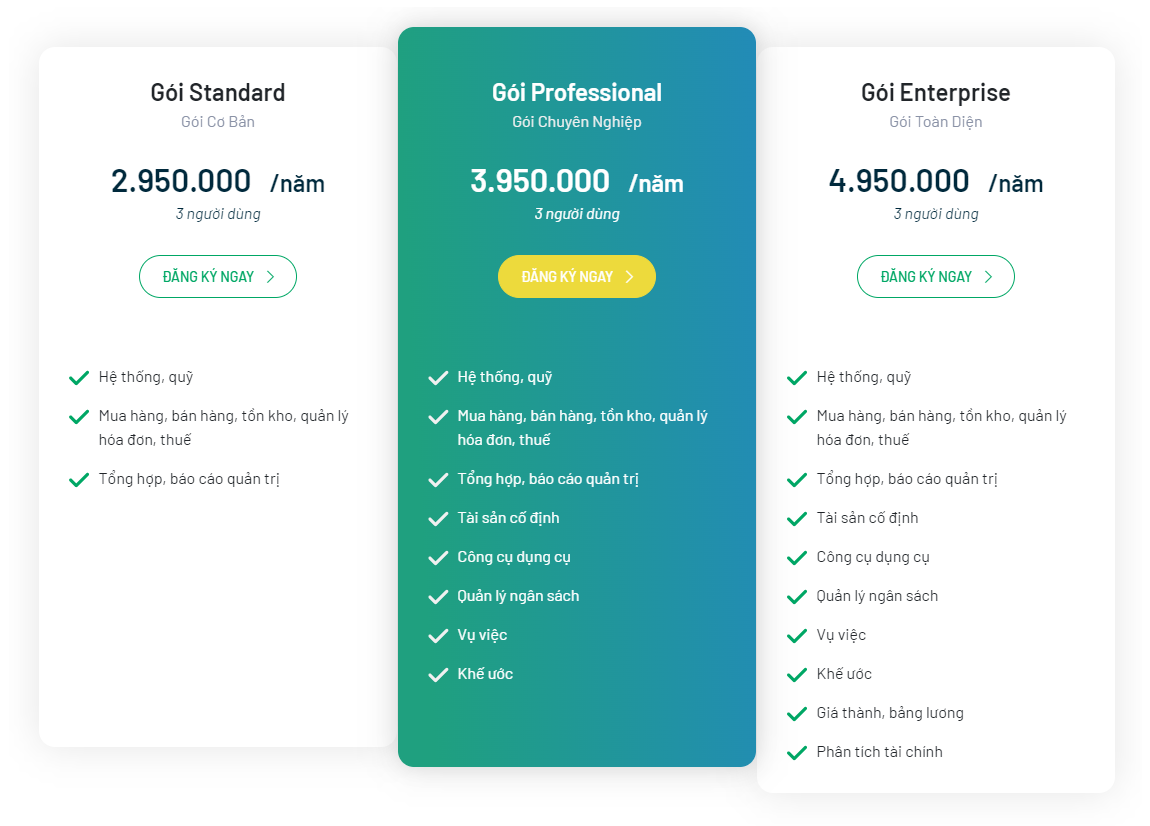 Gói Standard
Gói Cơ Bản
2.950.000 /năm
3 người dùng
ĐĂNG KÝ NGAY
Hệ thống, quỹ
Mua hàng, bán hàng, tồn kho, quản lý
hóa đơn, thuế
Tổng hợp, báo cáo quản trị
Gói Professional
Gói Chuyên Nghiệp
3.950.000 /năm
3 người dùng
ĐĂNG KÝ NGAY
Hệ thống, quỹ
Mua hàng, bán hàng, tồn kho, quản lý
hóa đơn, thuế
Tổng hợp, báo cáo quản trị
Tài sản cố định
Công cụ dụng cụ
Quản lý ngân sách
Vụ việc
Khế ước
Gói Enterprise
Gói Toàn Diện
4.950.000 /năm
3 người dùng
ĐĂNG KÝ NGAY
Hệ thống, quỹ
Mua hàng, bán hàng, tồn kho, quản lý
hóa đơn, thuế
Tổng hợp, báo cáo quản trị
Tài sản cố định
Công cụ dụng cụ
Quản lý ngân sách
Vụ việc
Khế ước
Giá thành, bảng lương
Phân tích tài chính